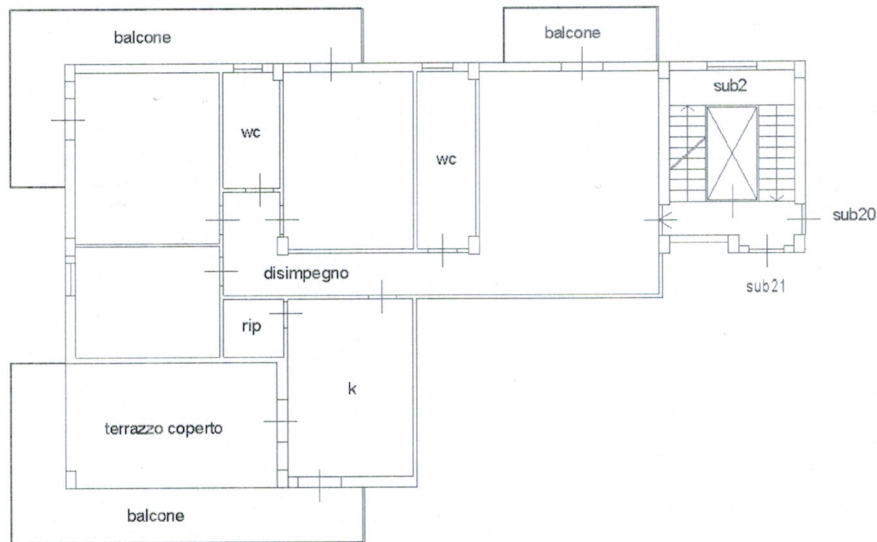 balcone
balcone
sub2
wc
wc
sub20
disimpegno
sub21
rip
k
terrazzo coperto
balcone